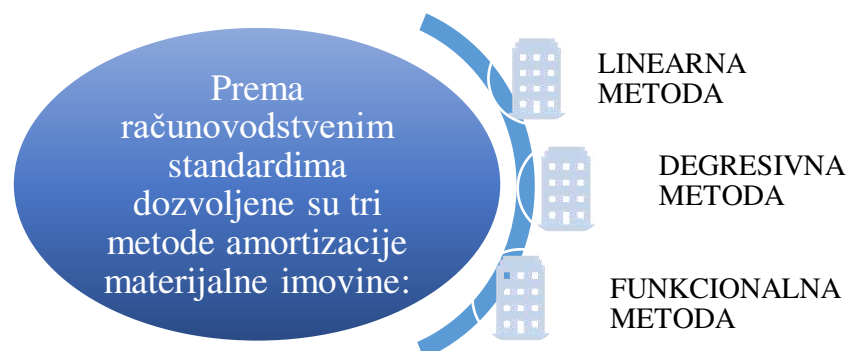 Prema
računovodstvenim
standardima
dozvoljene su tri
metode amortizacije
materijalne imovine:
LINEARNA
METODA
DEGRESIVNA
METODA
FUNKCIONALNA
METODA